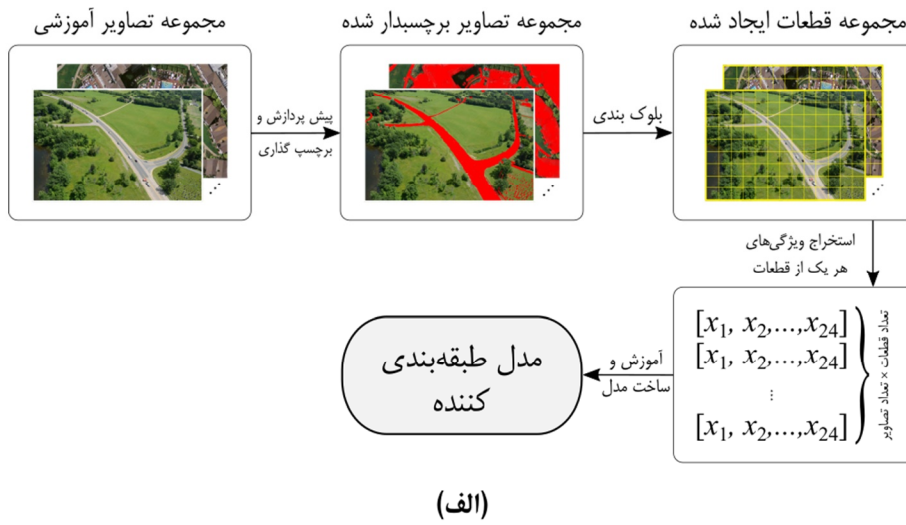 مجموعه تصاویر آموزشی
پیش پردازش و
برچسپ گذاری
مجموعه تصاویر برچسبدار شده
بلوک بندی
مجموعه قطعات ایجاد شده
استخراج ویژگی‌های
هر یک از قطعات
[x₁, x₂,...,x₂₄]
[x₁, x₂,...,x₂₄]
⋮
[x₁, x₂,...,x₂₄]
تعداد قطعات × تعداد تصاویر
آموزش و
ساخت مدل
مدل طبقه‌بندی
کننده
(الف)